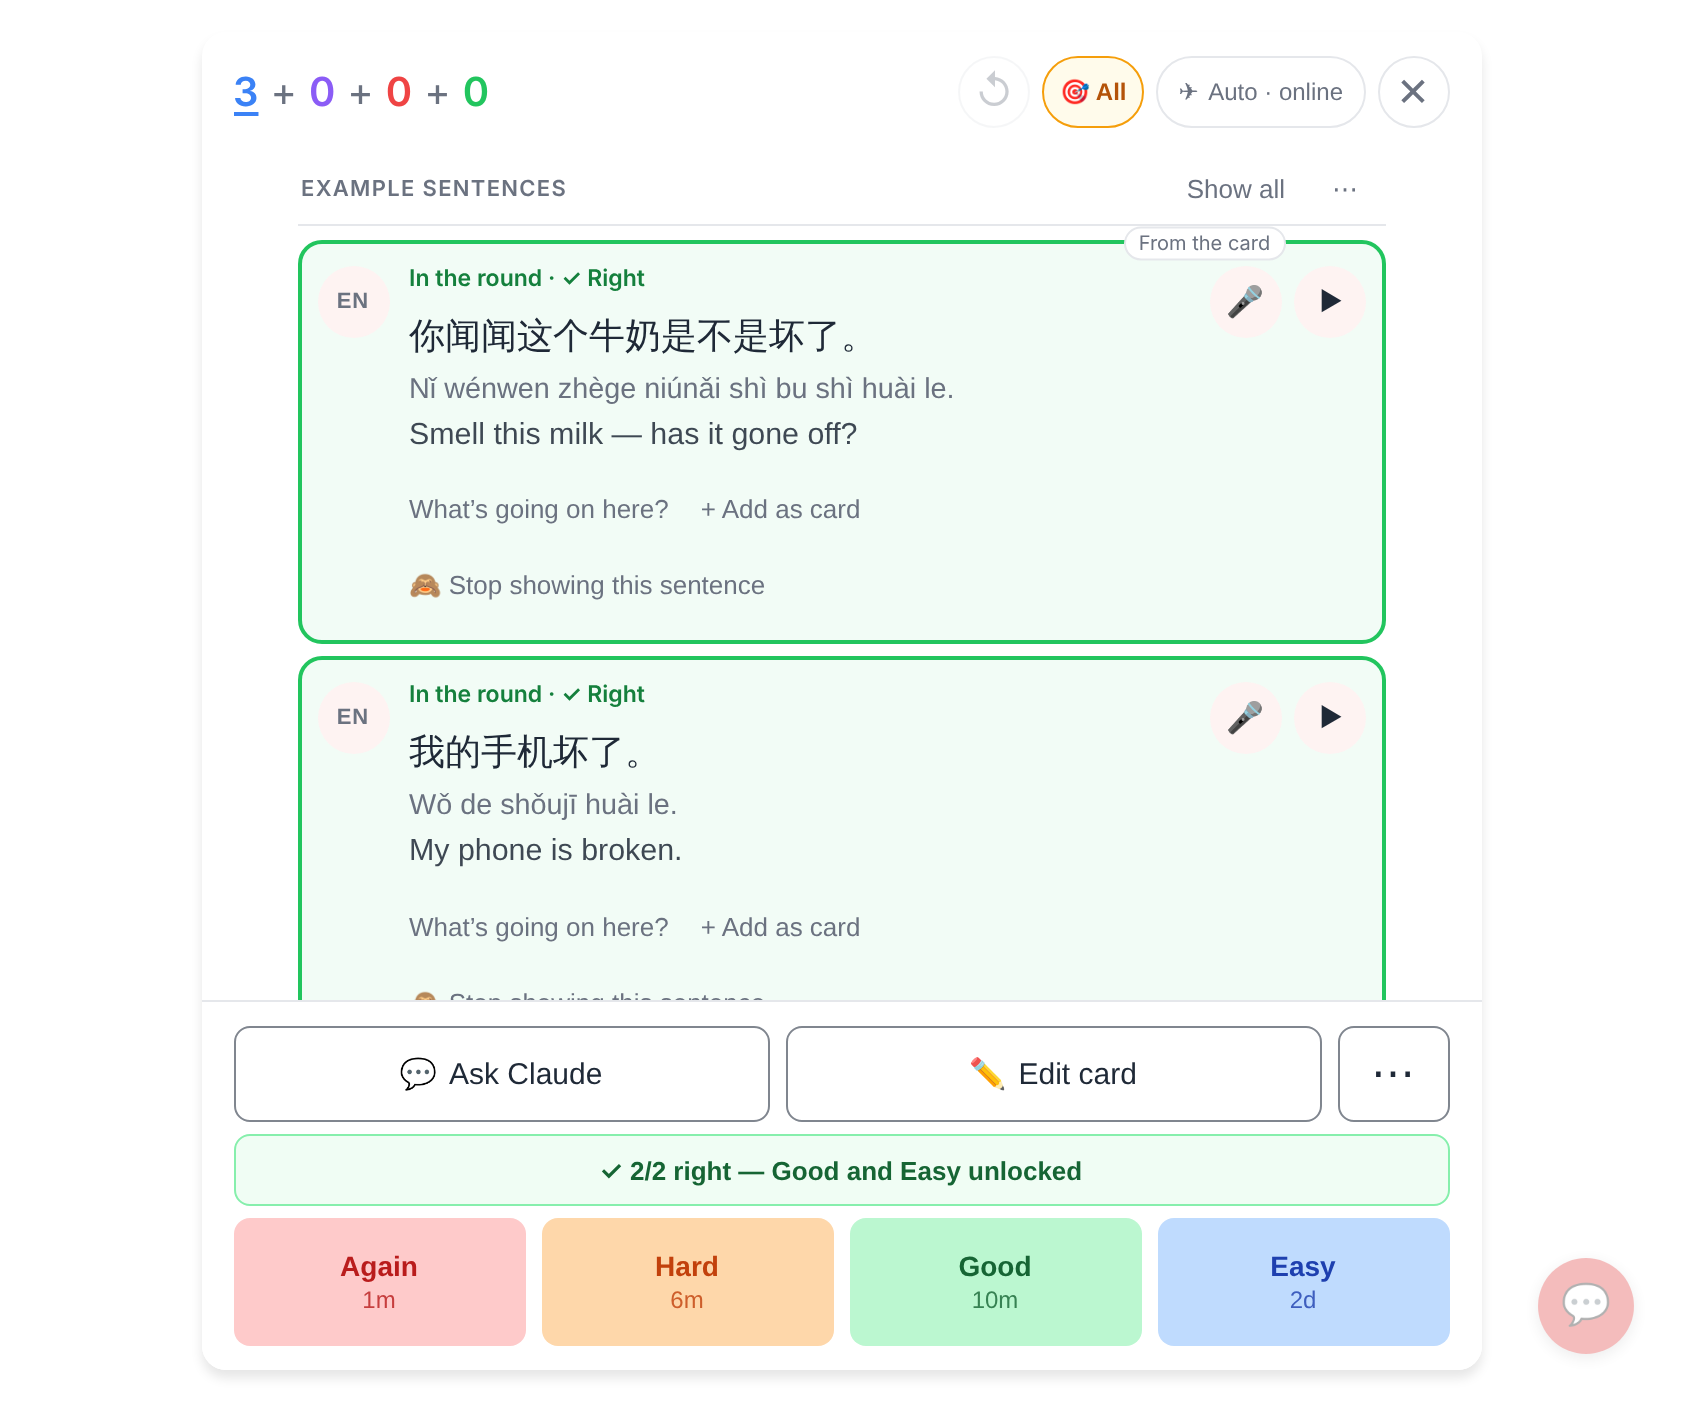 3 + 0 + 0 + 0
All
Auto · online
EXAMPLE SENTENCES
Show all
From the card
EN
In the round · ✓ Right
你闻闻这个牛奶是不是坏了。
Nǐ wénwen zhège niúnǎi shì bu shì huài le.
Smell this milk — has it gone off?
What’s going on here? + Add as card
Stop showing this sentence
EN
In the round · ✓ Right
我的手机坏了。
Wǒ de shǒujī huài le.
My phone is broken.
What’s going on here? + Add as card
Stop showing this sentence
Ask Claude
Edit card
✓ 2/2 right — Good and Easy unlocked
Again
1m
Hard
6m
Good
10m
Easy
2d